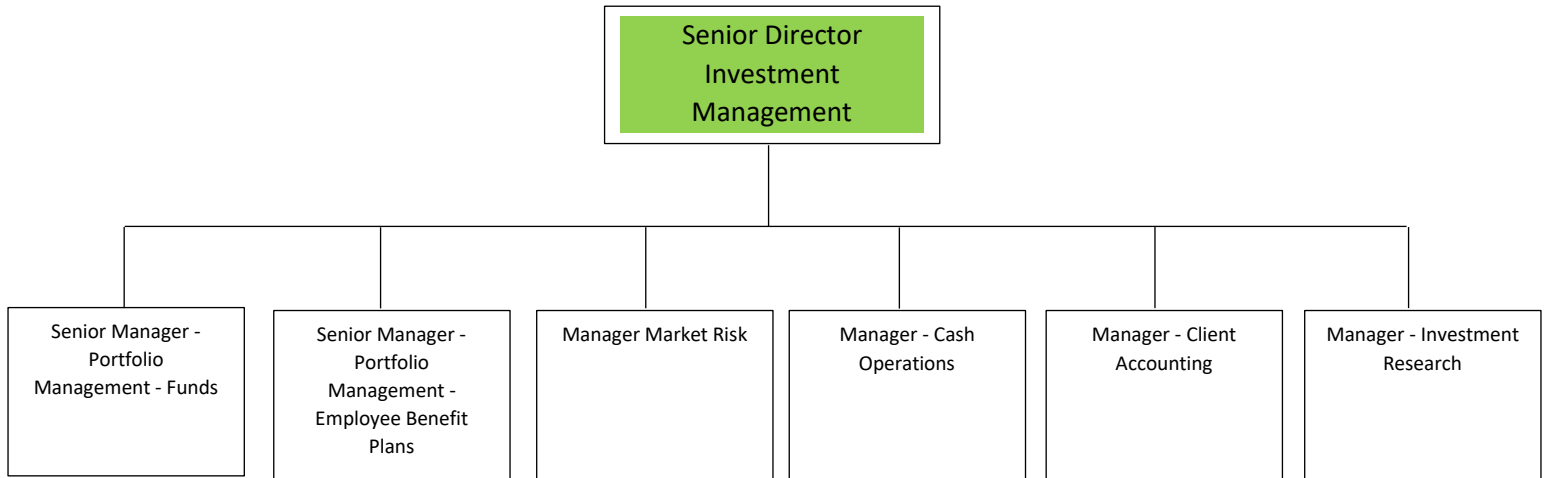 Senior Director
Investment
Management
Senior Manager -
Portfolio
Management - Funds
Senior Manager -
Portfolio
Management -
Employee Benefit
Plans
Manager Market Risk
Manager - Cash
Operations
Manager - Client
Accounting
Manager - Investment
Research